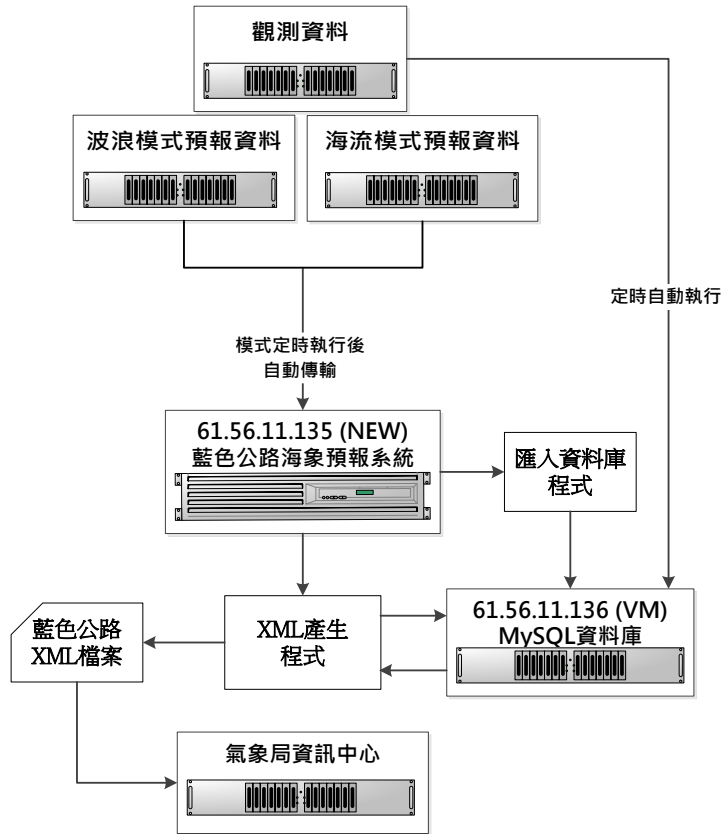 觀測資料
波浪模式預報資料
海流模式預報資料
定時自動執行
模式定時執行後
自動傳輸
61.56.11.135 (NEW)
藍色公路海象預報系統
匯入資料庫
程式
藍色公路
XML檔案
XML產生
程式
61.56.11.136 (VM)
MySQL資料庫
氣象局資訊中心